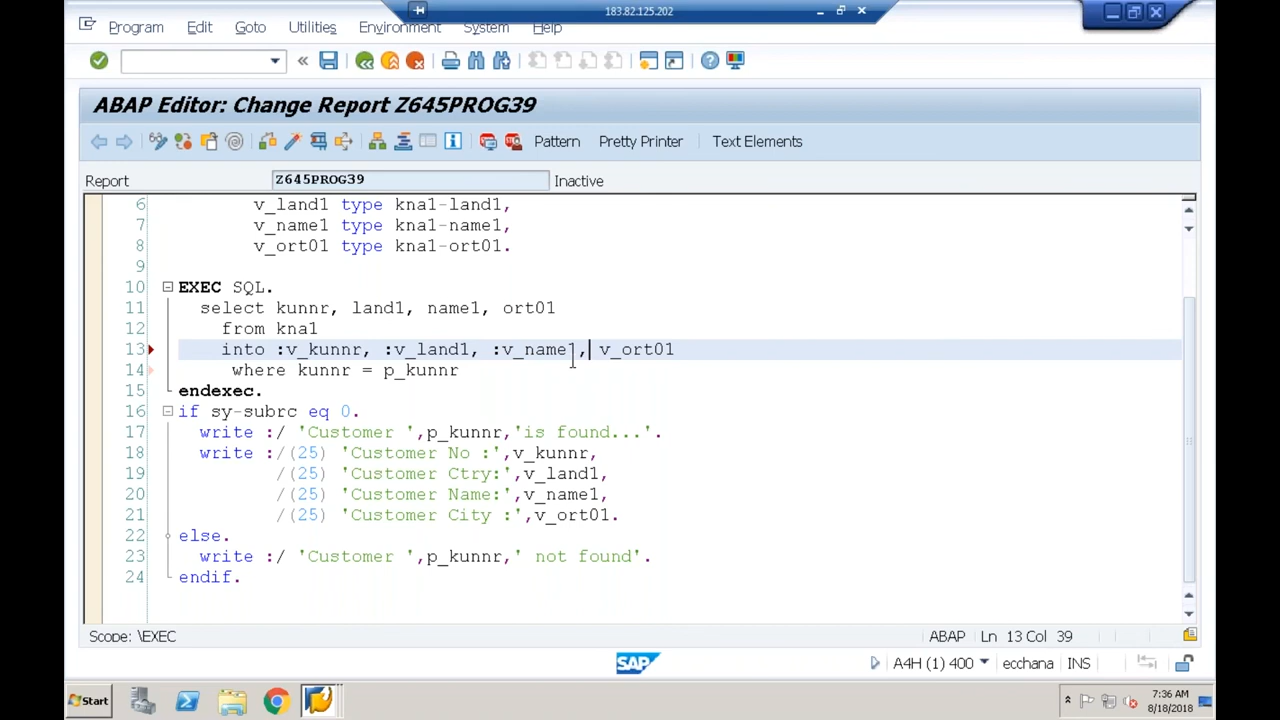 183.82.125.202
Program Edit Goto Utilities Environment System Help
ABAP Editor: Change Report Z645PROG39
Pattern Pretty Printer Text Elements
Report Z645PROG39 Inactive
6 v_land1 type kna1-land1,
7 v_name1 type kna1-name1,
8 v_ort01 type kna1-ort01.
9
10 EXEC SQL.
11 select kunnr, land1, name1, ort01
12 from kna1
13 into :v_kunnr, :v_land1, :v_name1, v_ort01
14 where kunnr = p_kunnr
15 endexec.
16 if sy-subrc eq 0.
17 write :/ 'Customer ',p_kunnr,'is found...'.
18 write :/(25) 'Customer No :',v_kunnr,
19 /(25) 'Customer Ctry:',v_land1,
20 /(25) 'Customer Name:',v_name1,
21 /(25) 'Customer City :',v_ort01.
22 else.
23 write :/ 'Customer ',p_kunnr,' not found'.
24 endif.
Scope: \EXEC ABAP Ln 13 Col 39
SAP A4H (1) 400 ecchana INS
Start 7:36 AM
8/18/2018